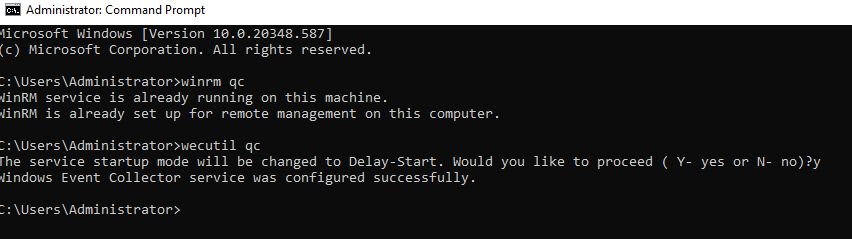 Administrator: Command Prompt
Microsoft Windows [Version 10.0.20348.587]
(c) Microsoft Corporation. All rights reserved.
C:\Users\Administrator>winrm qc
WinRM service is already running on this machine.
WinRM is already set up for remote management on this computer.
C:\Users\Administrator>wecutil qc
The service startup mode will be changed to Delay-Start. Would you like to proceed ( Y- yes or N- no)?y
Windows Event Collector service was configured successfully.
C:\Users\Administrator>